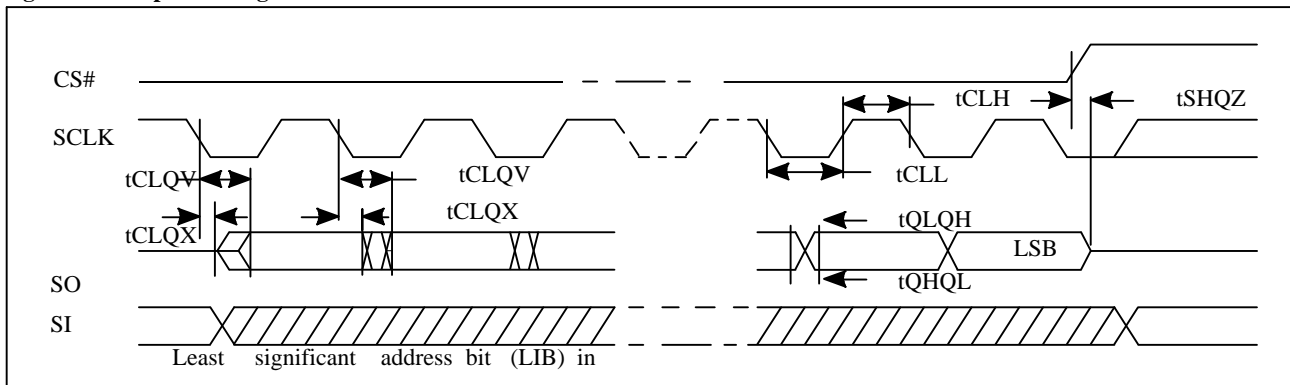 CS#
tCLH
tSHQZ
SCLK
tCLQV
tCLQV
tCLL
tCLQX
tCLQX
tQLQH
LSB
SO
tQHQL
SI
Least significant address bit (LIB) in